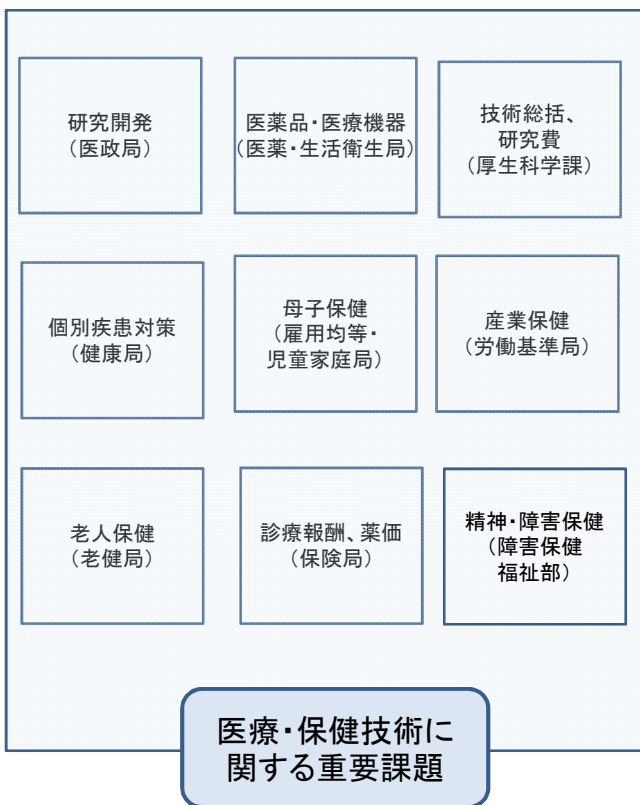 研究開発
（医政局）
医薬品・医療機器
（医薬・生活衛生局）
技術総括、
研究費
（厚生科学課）
個別疾患対策
（健康局）
母子保健
（雇用均等・
児童家庭局）
産業保健
（労働基準局）
老人保健
（老健局）
診療報酬、薬価
（保険局）
精神・障害保健
（障害保健
福祉部）
医療・保健技術に
関する重要課題